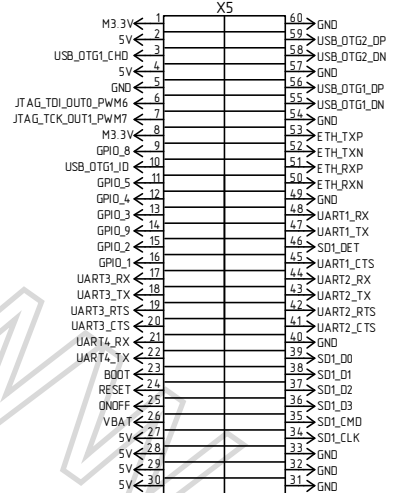 X5
M3.3V 1 60 GND
5V 2 59 USB_OTG2_DP
USB_OTG1_CHD 3 58 USB_OTG2_DN
5V 4 57 GND
GND 5 56 USB_OTG1_DP
JTAG_TDI_OUT0_PWM6 6 55 USB_OTG1_DN
JTAG_TCK_OUT1_PWM7 7 54 GND
M3.3V 8 53 ETH_TXP
GPIO_8 9 52 ETH_TXN
USB_OTG1_ID 10 51 ETH_RXP
GPIO_5 11 50 ETH_RXN
GPIO_4 12 49 GND
GPIO_3 13 48 UART1_RX
GPIO_9 14 47 UART1_TX
GPIO_2 15 46 SD1_DET
GPIO_1 16 45 UART1_CTS
UART3_RX 17 44 UART2_RX
UART3_TX 18 43 UART2_TX
UART3_RTS 19 42 UART2_RTS
UART3_CTS 20 41 UART2_CTS
UART4_RX 21 40 GND
UART4_TX 22 39 SD1_D0
BOOT 23 38 SD1_D1
RESET 24 37 SD1_D2
ONOFF 25 36 SD1_D3
VBAT 26 35 SD1_CMD
5V 27 34 SD1_CLK
5V 28 33 GND
5V 29 32 GND
5V 30 31 GND